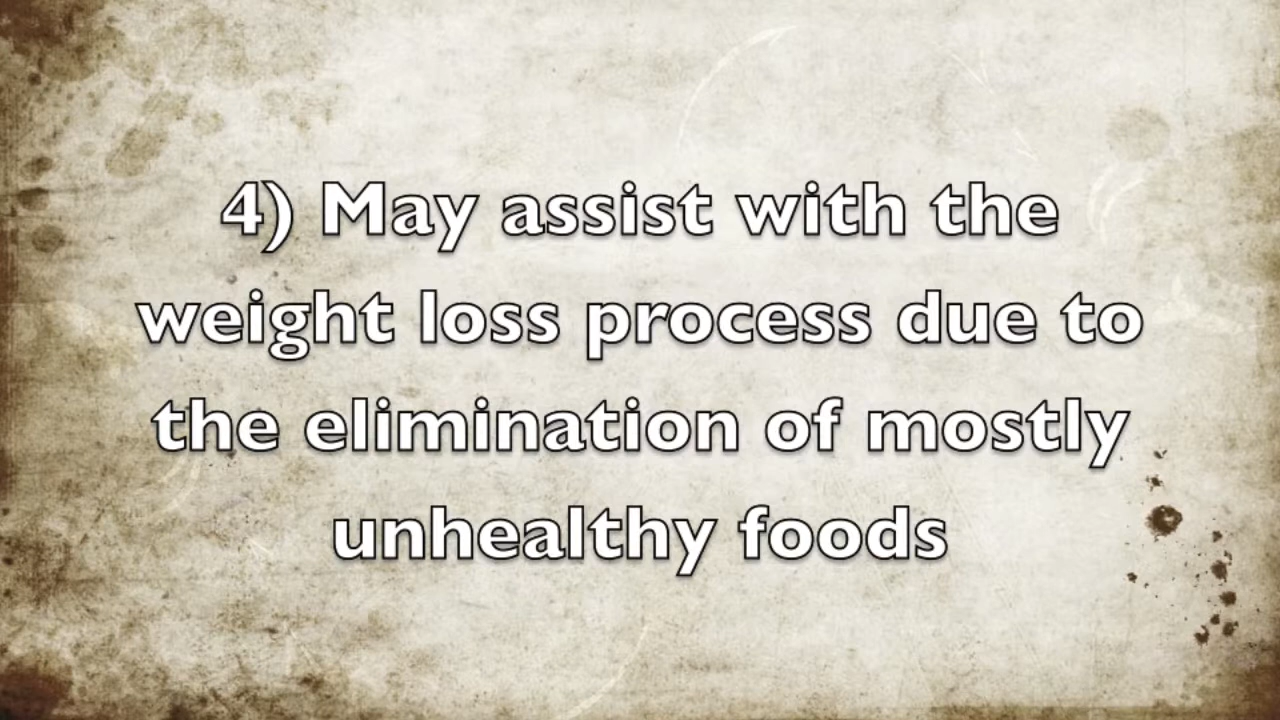 4) May assist with the
weight loss process due to
the elimination of mostly
unhealthy foods